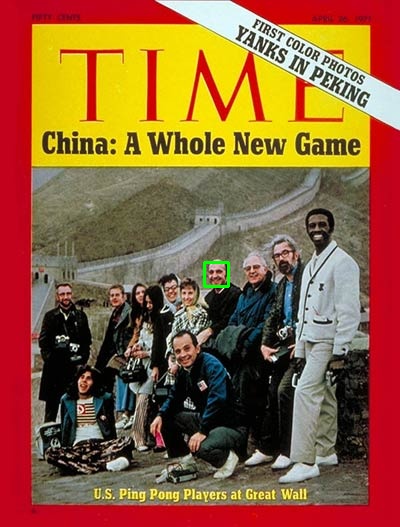 FIFTY CENTS
APRIL 26, 1971
FIRST COLOR PHOTOS
YANKS IN PEKING
TIME
China: A Whole New Game
U.S. Ping Pong Players at Great Wall